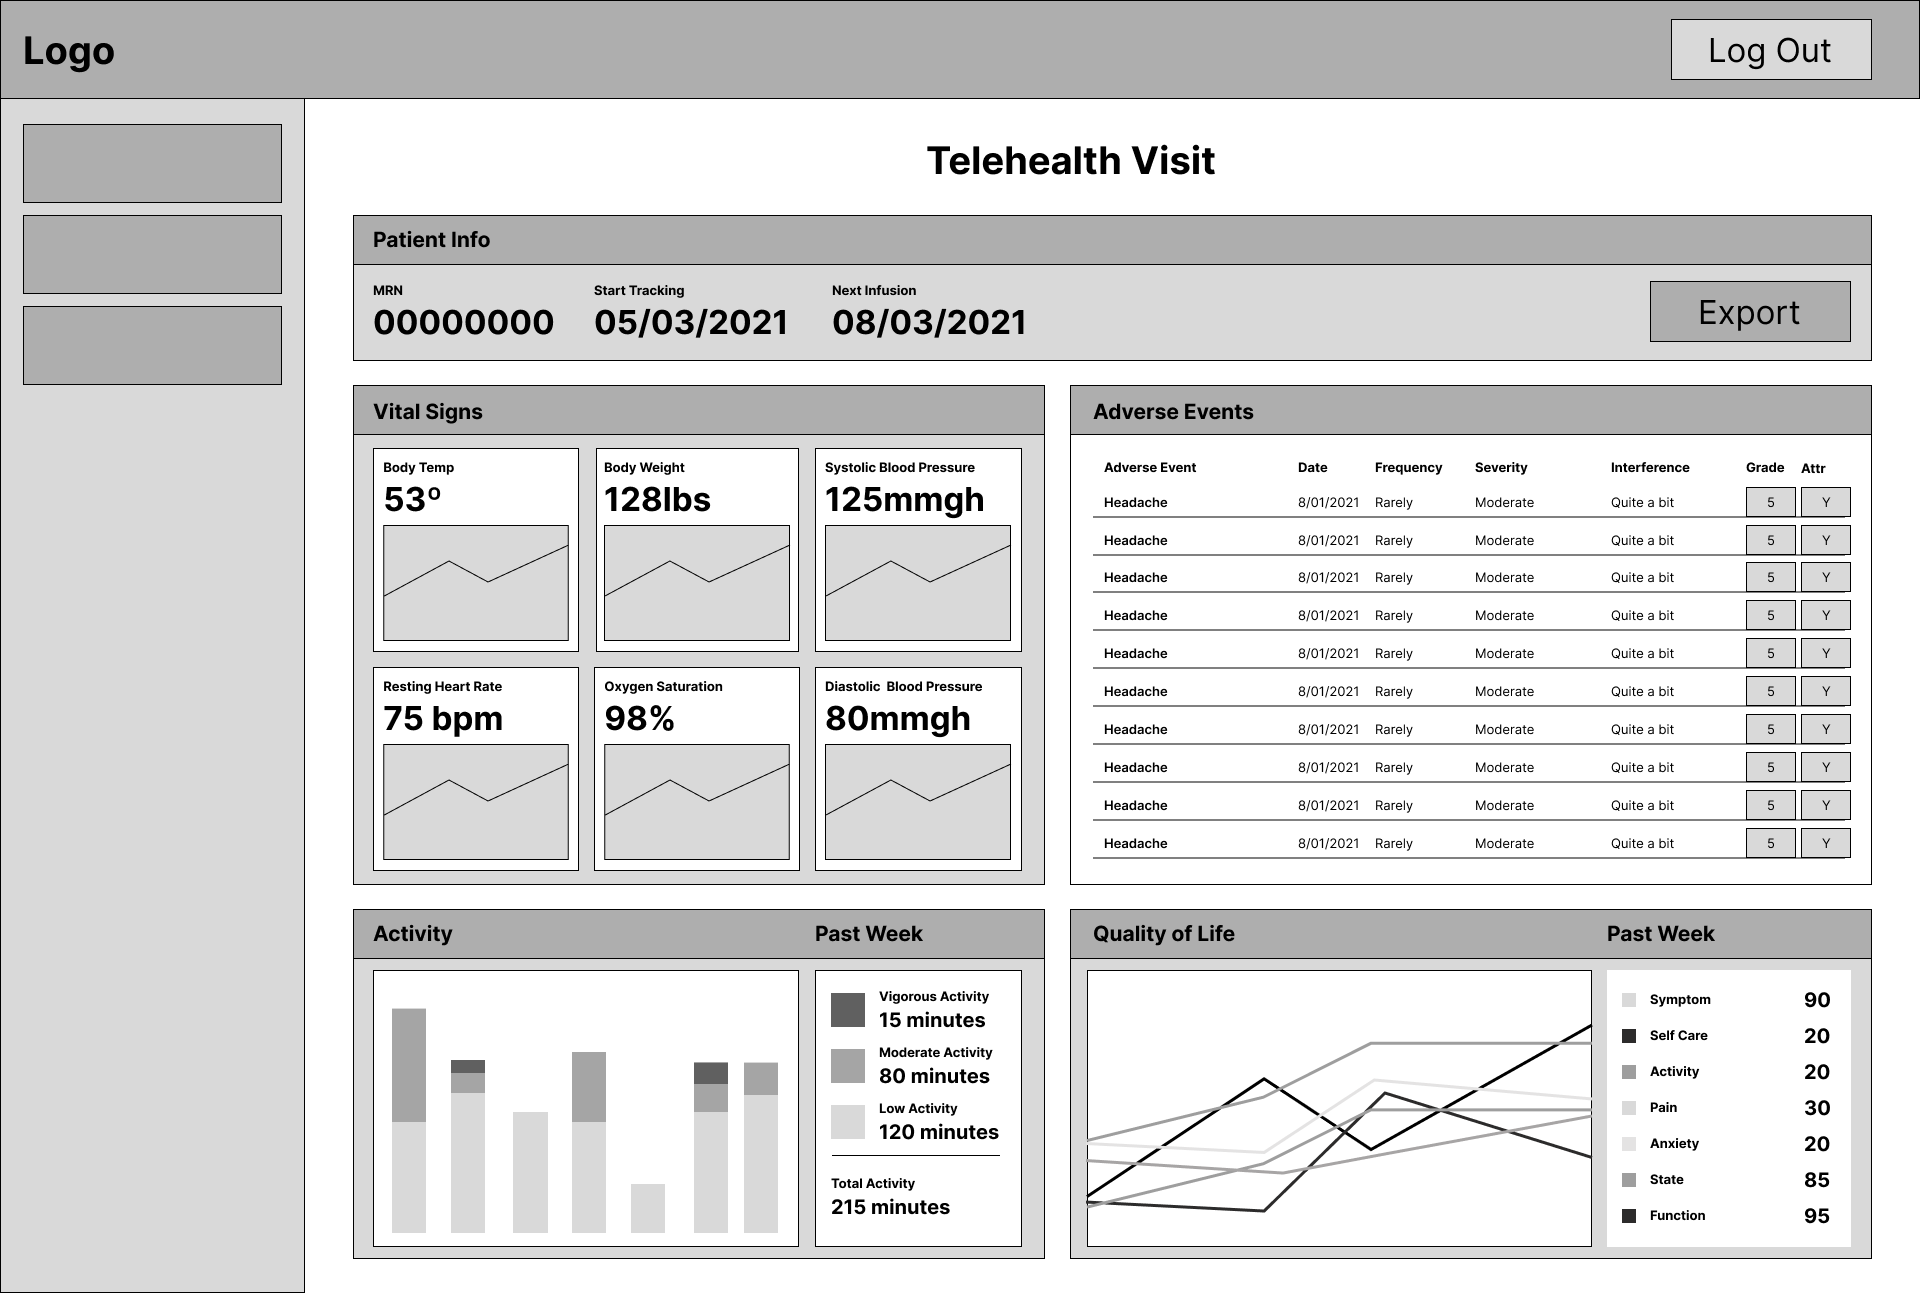 Logo
Log Out
Telehealth Visit
Patient Info
MRN Start Tracking Next Infusion
00000000 05/03/2021 08/03/2021
Export
Vital Signs
Body Temp
53º
Body Weight
128lbs
Systolic Blood Pressure
125mmgh
Resting Heart Rate
75 bpm
Oxygen Saturation
98%
Diastolic  Blood Pressure
80mmgh
Adverse Events
Adverse Event Date Frequency Severity Interference Grade Attr
Headache 8/01/2021 Rarely Moderate Quite a bit 5 Y
Headache 8/01/2021 Rarely Moderate Quite a bit 5 Y
Headache 8/01/2021 Rarely Moderate Quite a bit 5 Y
Headache 8/01/2021 Rarely Moderate Quite a bit 5 Y
Headache 8/01/2021 Rarely Moderate Quite a bit 5 Y
Headache 8/01/2021 Rarely Moderate Quite a bit 5 Y
Headache 8/01/2021 Rarely Moderate Quite a bit 5 Y
Headache 8/01/2021 Rarely Moderate Quite a bit 5 Y
Headache 8/01/2021 Rarely Moderate Quite a bit 5 Y
Headache 8/01/2021 Rarely Moderate Quite a bit 5 Y
Activity Past Week
Vigorous Activity
15 minutes
Moderate Activity
80 minutes
Low Activity
120 minutes
Total Activity
215 minutes
Quality of Life Past Week
Symptom 90
Self Care 20
Activity 20
Pain 30
Anxiety 20
State 85
Function 95